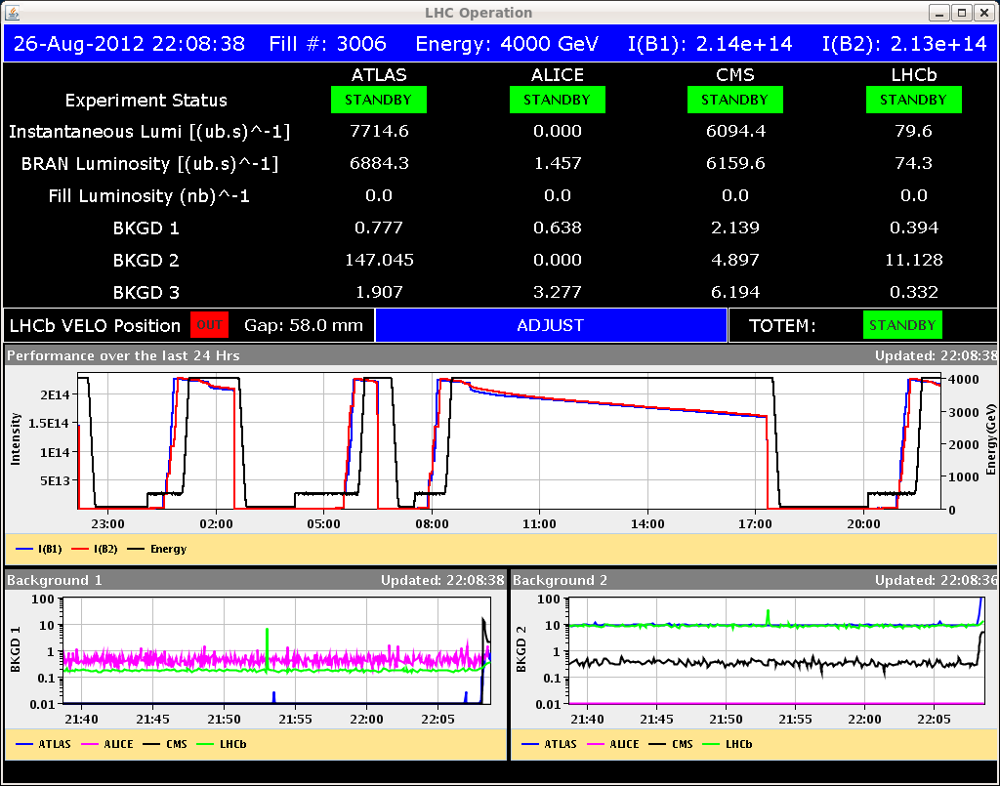 LHC Operation
26-Aug-2012 22:08:38 Fill #: 3006 Energy: 4000 GeV I(B1): 2.14e+14 I(B2): 2.13e+14
ATLAS ALICE CMS LHCb
Experiment Status STANDBY STANDBY STANDBY STANDBY
Instantaneous Lumi [(ub.s)^-1] 7714.6 0.000 6094.4 79.6
BRAN Luminosity [(ub.s)^-1] 6884.3 1.457 6159.6 74.3
Fill Luminosity (nb)^-1 0.0 0.0 0.0 0.0
BKGD 1 0.777 0.638 2.139 0.394
BKGD 2 147.045 0.000 4.897 11.128
BKGD 3 1.907 3.277 6.194 0.332
LHCb VELO Position OUT Gap: 58.0 mm ADJUST TOTEM: STANDBY
Performance over the last 24 Hrs Updated: 22:08:38
Intensity
2E14
1.5E14
1E14
5E13
4000
3000
2000
1000
0
Energy(GeV)
23:00 02:00 05:00 08:00 11:00 14:00 17:00 20:00
I(B1) I(B2) Energy
Background 1 Updated: 22:08:38
BKGD 1
100
10
1
0.1
0.01
21:40 21:45 21:50 21:55 22:00 22:05
ATLAS ALICE CMS LHCb
Background 2 Updated: 22:08:36
BKGD 2
100
10
1
0.1
0.01
21:40 21:45 21:50 21:55 22:00 22:05
ATLAS ALICE CMS LHCb